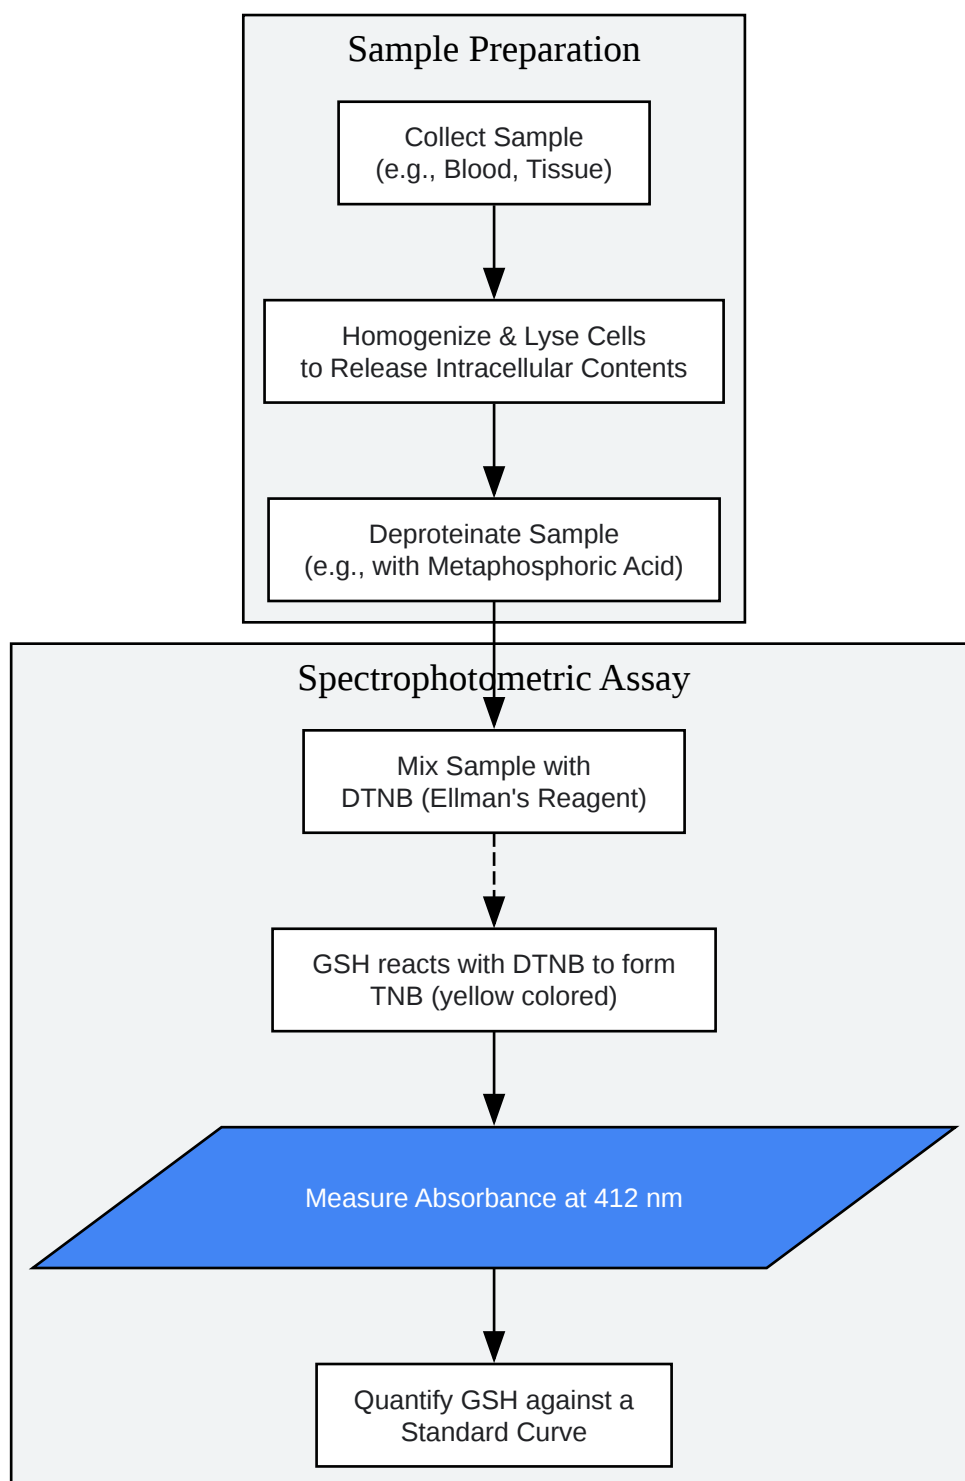 Sample Preparation
Collect Sample
(e.g., Blood, Tissue)
Homogenize & Lyse Cells
to Release Intracellular Contents
Deproteinate Sample
(e.g., with Metaphosphoric Acid)
Spectrophotometric Assay
Mix Sample with
DTNB (Ellman's Reagent)
GSH reacts with DTNB to form
TNB (yellow colored)
Measure Absorbance at 412 nm
Quantify GSH against a
Standard Curve